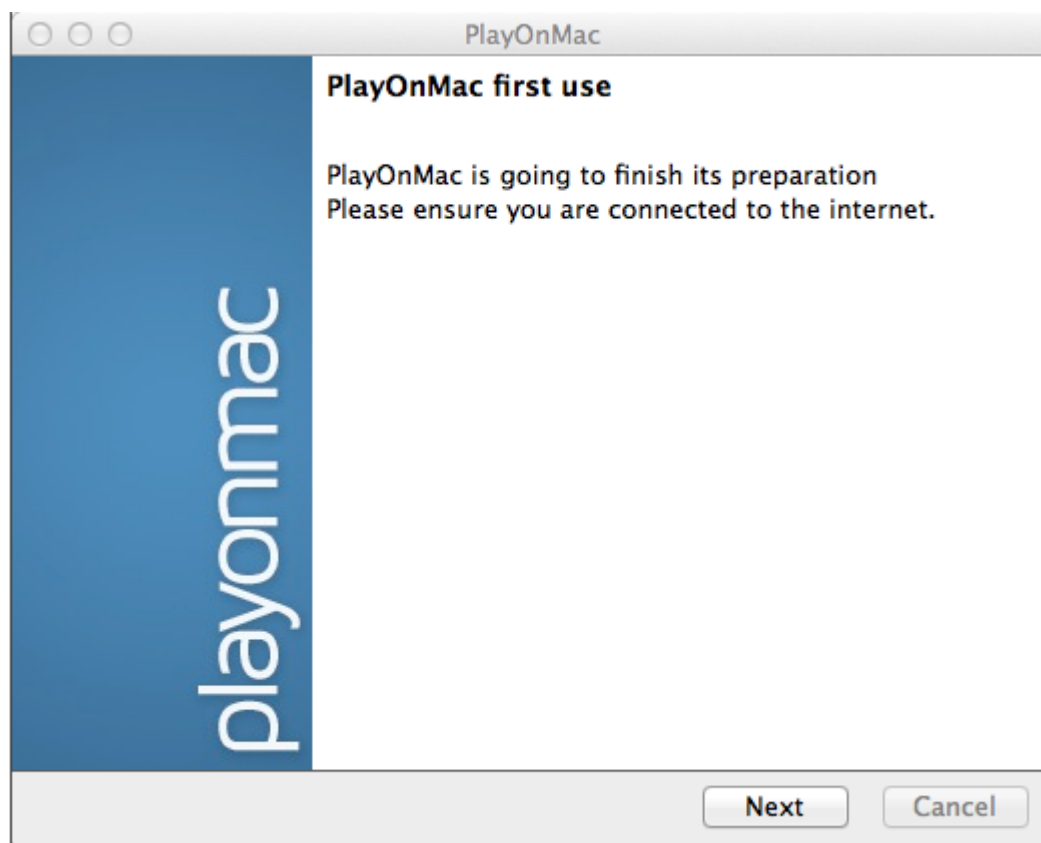 PlayOnMac
PlayOnMac first use
PlayOnMac is going to finish its preparation
Please ensure you are connected to the internet.
playonmac
Next
Cancel